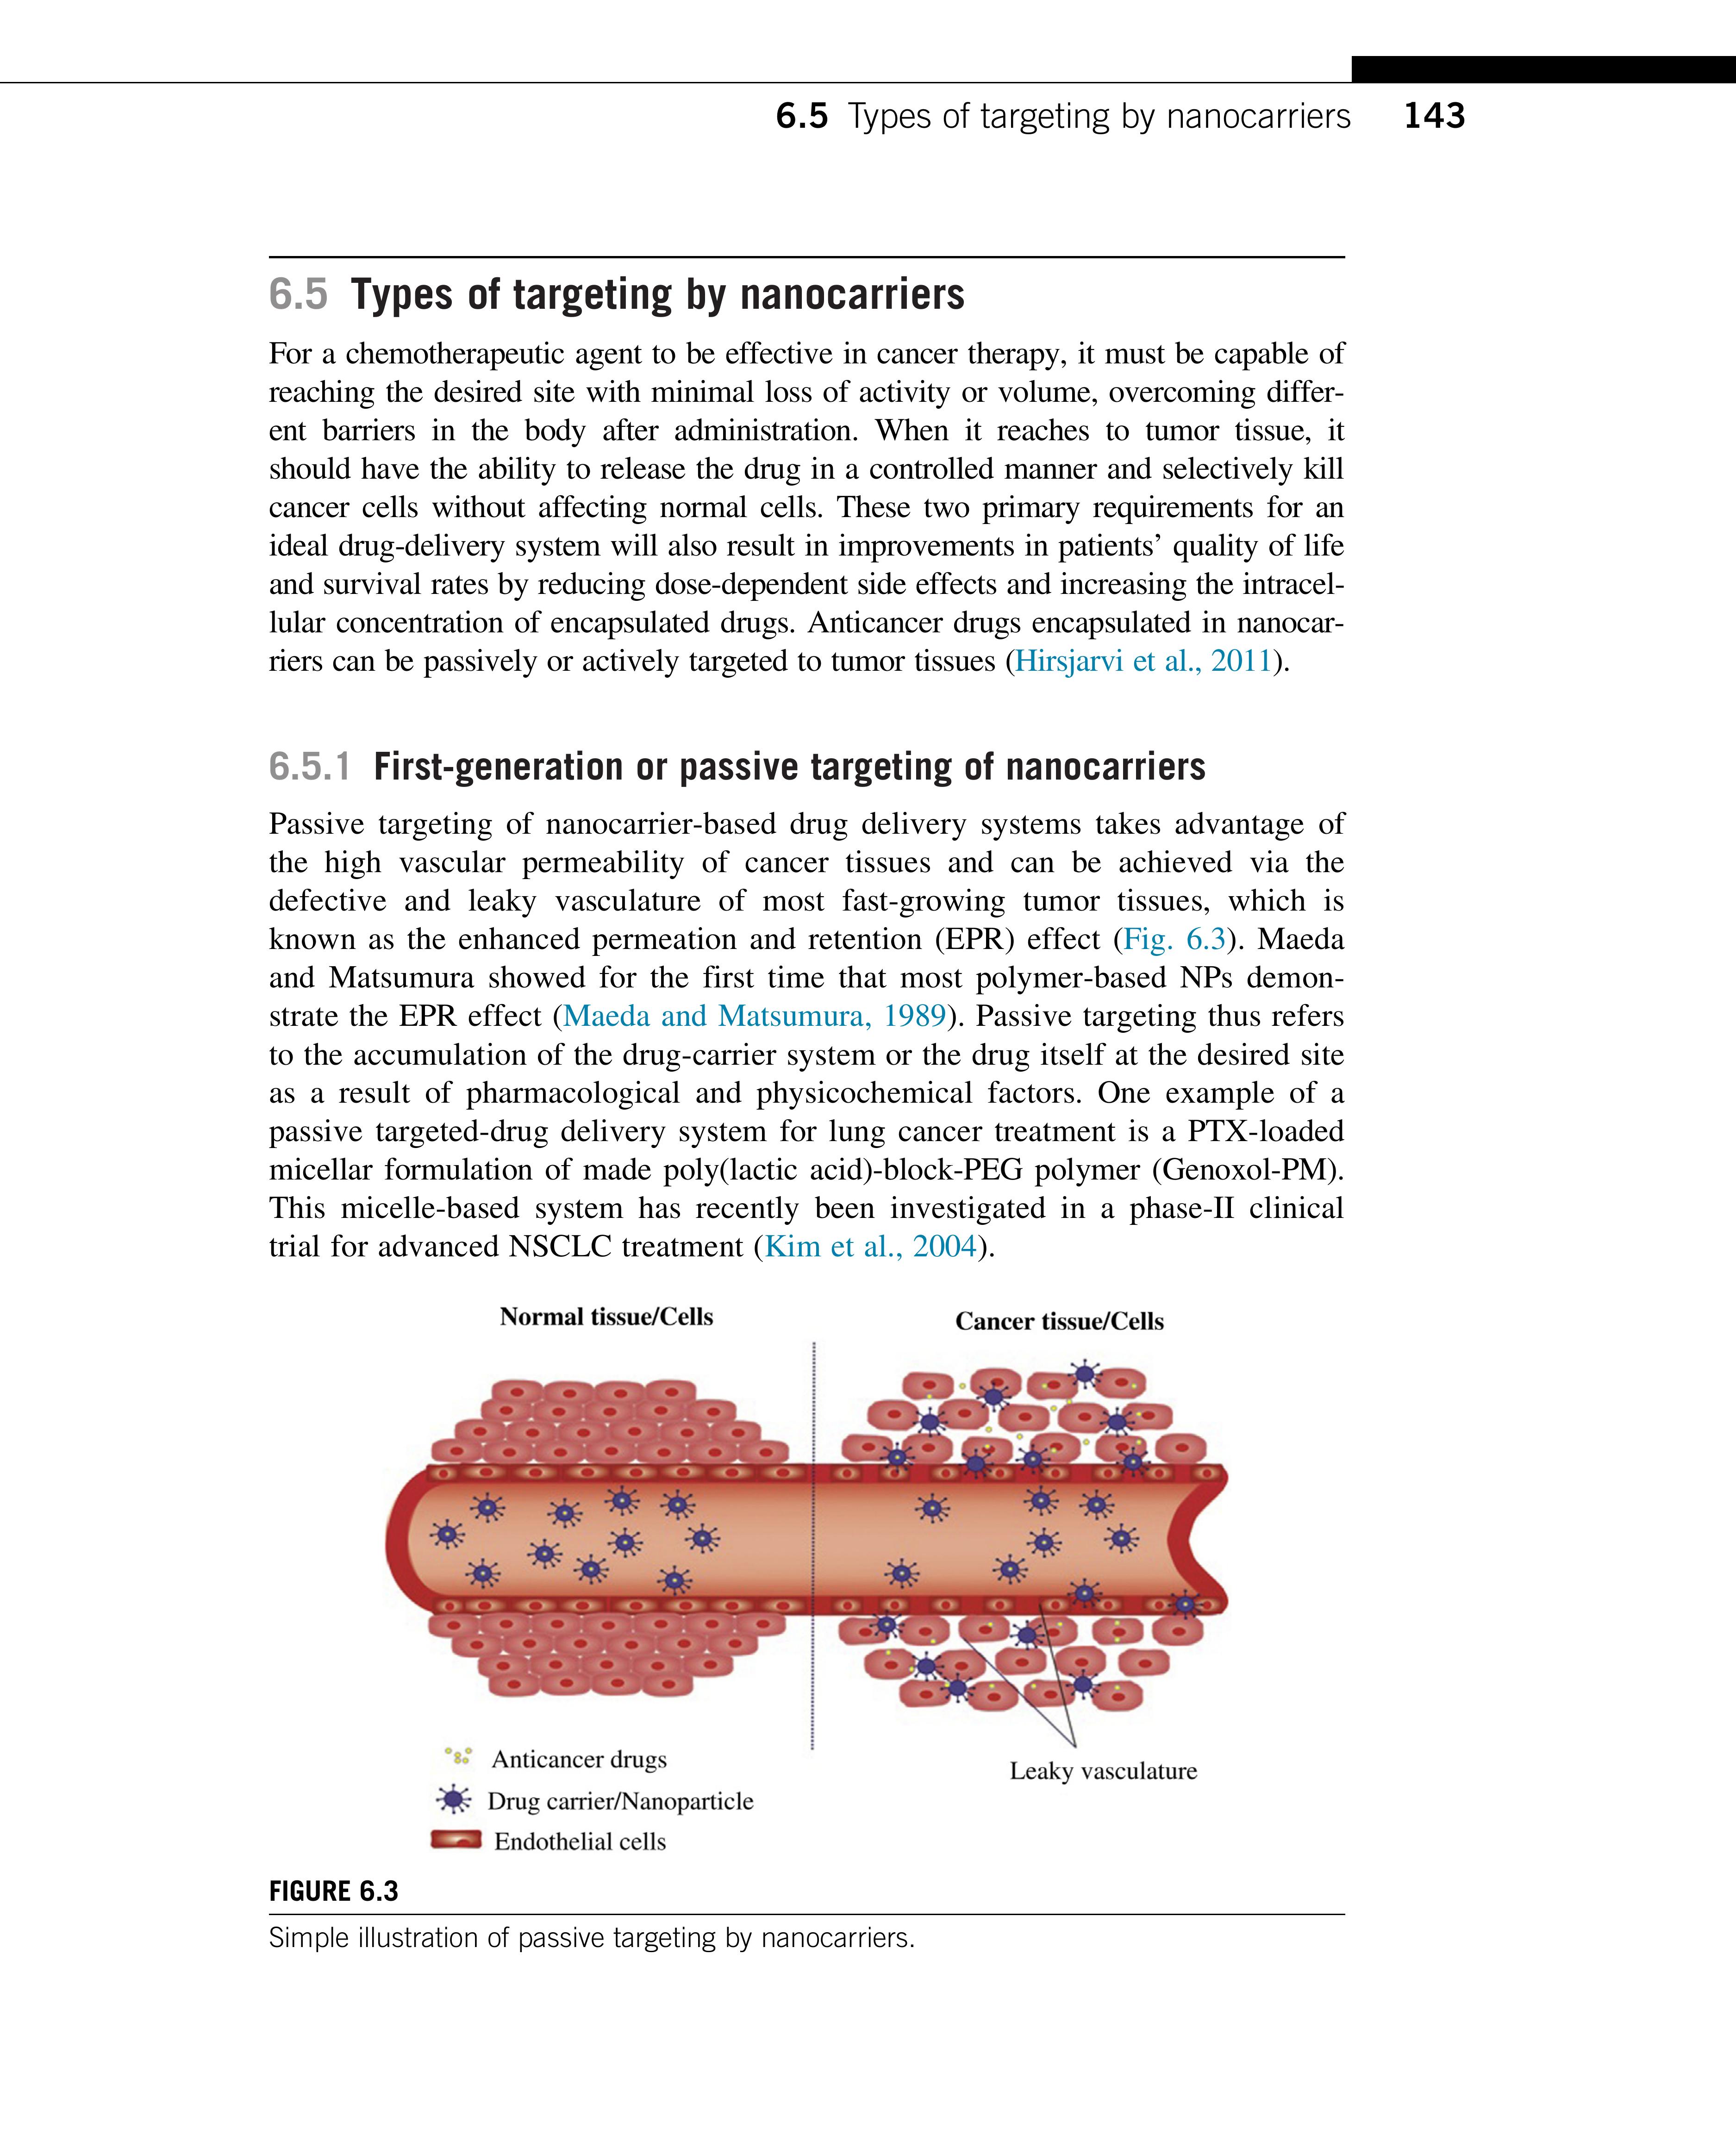 6.5 Types of targeting by nanocarriers 143
6.5 Types of targeting by nanocarriers
For a chemotherapeutic agent to be effective in cancer therapy, it must be capable of
reaching the desired site with minimal loss of activity or volume, overcoming differ-
ent barriers in the body after administration. When it reaches to tumor tissue, it
should have the ability to release the drug in a controlled manner and selectively kill
cancer cells without affecting normal cells. These two primary requirements for an
ideal drug-delivery system will also result in improvements in patients’ quality of life
and survival rates by reducing dose-dependent side effects and increasing the intracel-
lular concentration of encapsulated drugs. Anticancer drugs encapsulated in nanocar-
riers can be passively or actively targeted to tumor tissues (Hirsjarvi et al., 2011).
6.5.1 First-generation or passive targeting of nanocarriers
Passive targeting of nanocarrier-based drug delivery systems takes advantage of
the high vascular permeability of cancer tissues and can be achieved via the
defective and leaky vasculature of most fast-growing tumor tissues, which is
known as the enhanced permeation and retention (EPR) effect (Fig. 6.3). Maeda
and Matsumura showed for the first time that most polymer-based NPs demon-
strate the EPR effect (Maeda and Matsumura, 1989). Passive targeting thus refers
to the accumulation of the drug-carrier system or the drug itself at the desired site
as a result of pharmacological and physicochemical factors. One example of a
passive targeted-drug delivery system for lung cancer treatment is a PTX-loaded
micellar formulation of made poly(lactic acid)-block-PEG polymer (Genoxol-PM).
This micelle-based system has recently been investigated in a phase-II clinical
trial for advanced NSCLC treatment (Kim et al., 2004).
Normal tissue/Cells
Cancer tissue/Cells
Anticancer drugs
Drug carrier/Nanoparticle
Endothelial cells
Leaky vasculature
FIGURE 6.3
Simple illustration of passive targeting by nanocarriers.